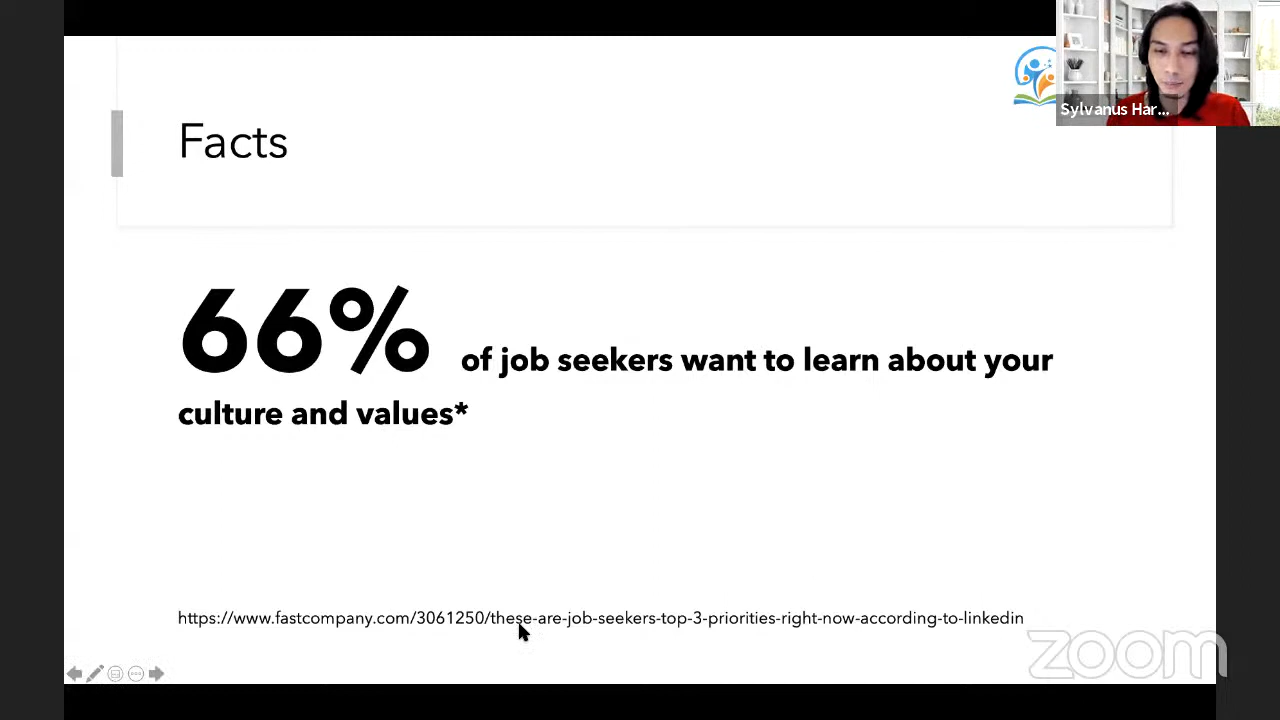 Sylvanus Har...
Facts
66% of job seekers want to learn about your
culture and values*
https://www.fastcompany.com/3061250/these-are-job-seekers-top-3-priorities-right-now-according-to-linkedin
zoom